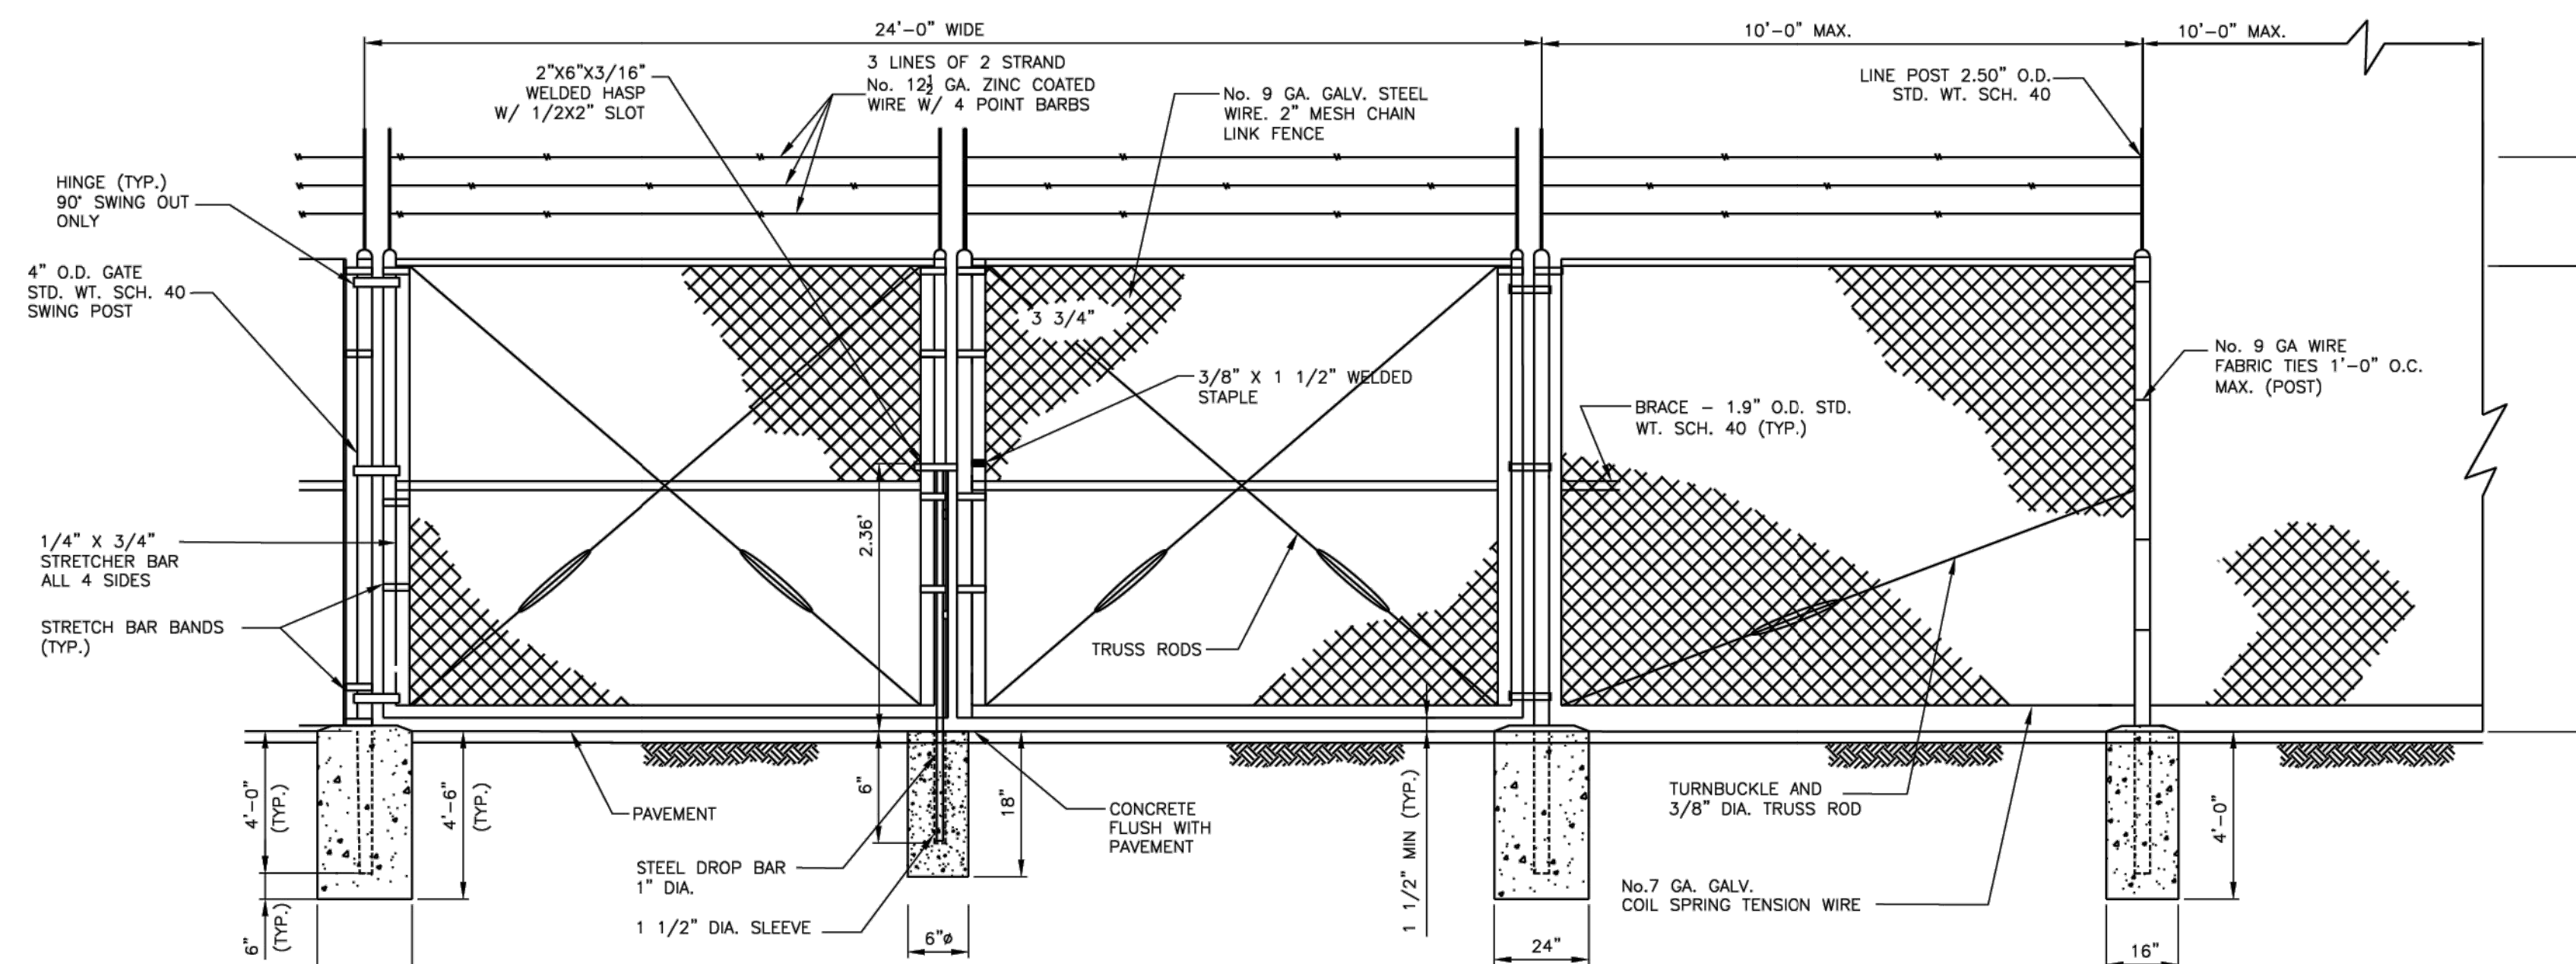 24'-0" WIDE
10'-0" MAX.
10'-0" MAX.
2"X6"X3/16"
WELDED HASP
W/ 1/2X2" SLOT
3 LINES OF 2 STRAND
No. 12½ GA. ZINC COATED
WIRE W/ 4 POINT BARBS
No. 9 GA. GALV. STEEL
WIRE. 2" MESH CHAIN
LINK FENCE
LINE POST 2.50" O.D.
STD. WT. SCH. 40
HINGE (TYP.)
90° SWING OUT
ONLY
4" O.D. GATE
STD. WT. SCH. 40
SWING POST
3 3/4"
3/8" X 1 1/2" WELDED
STAPLE
BRACE - 1.9" O.D. STD.
WT. SCH. 40 (TYP.)
No. 9 GA WIRE
FABRIC TIES 1'-0" O.C.
MAX. (POST)
1/4" X 3/4"
STRETCHER BAR
ALL 4 SIDES
2.36'
STRETCH BAR BANDS
(TYP.)
TRUSS RODS
4'-0"
(TYP.)
4'-6"
(TYP.)
6"
(TYP.)
PAVEMENT
6"
18"
CONCRETE
FLUSH WITH
PAVEMENT
1 1/2" MIN (TYP.)
TURNBUCKLE AND
3/8" DIA. TRUSS ROD
4'-0"
STEEL DROP BAR
1" DIA.
1 1/2" DIA. SLEEVE
No.7 GA. GALV.
COIL SPRING TENSION WIRE
6"ø
24"
16"